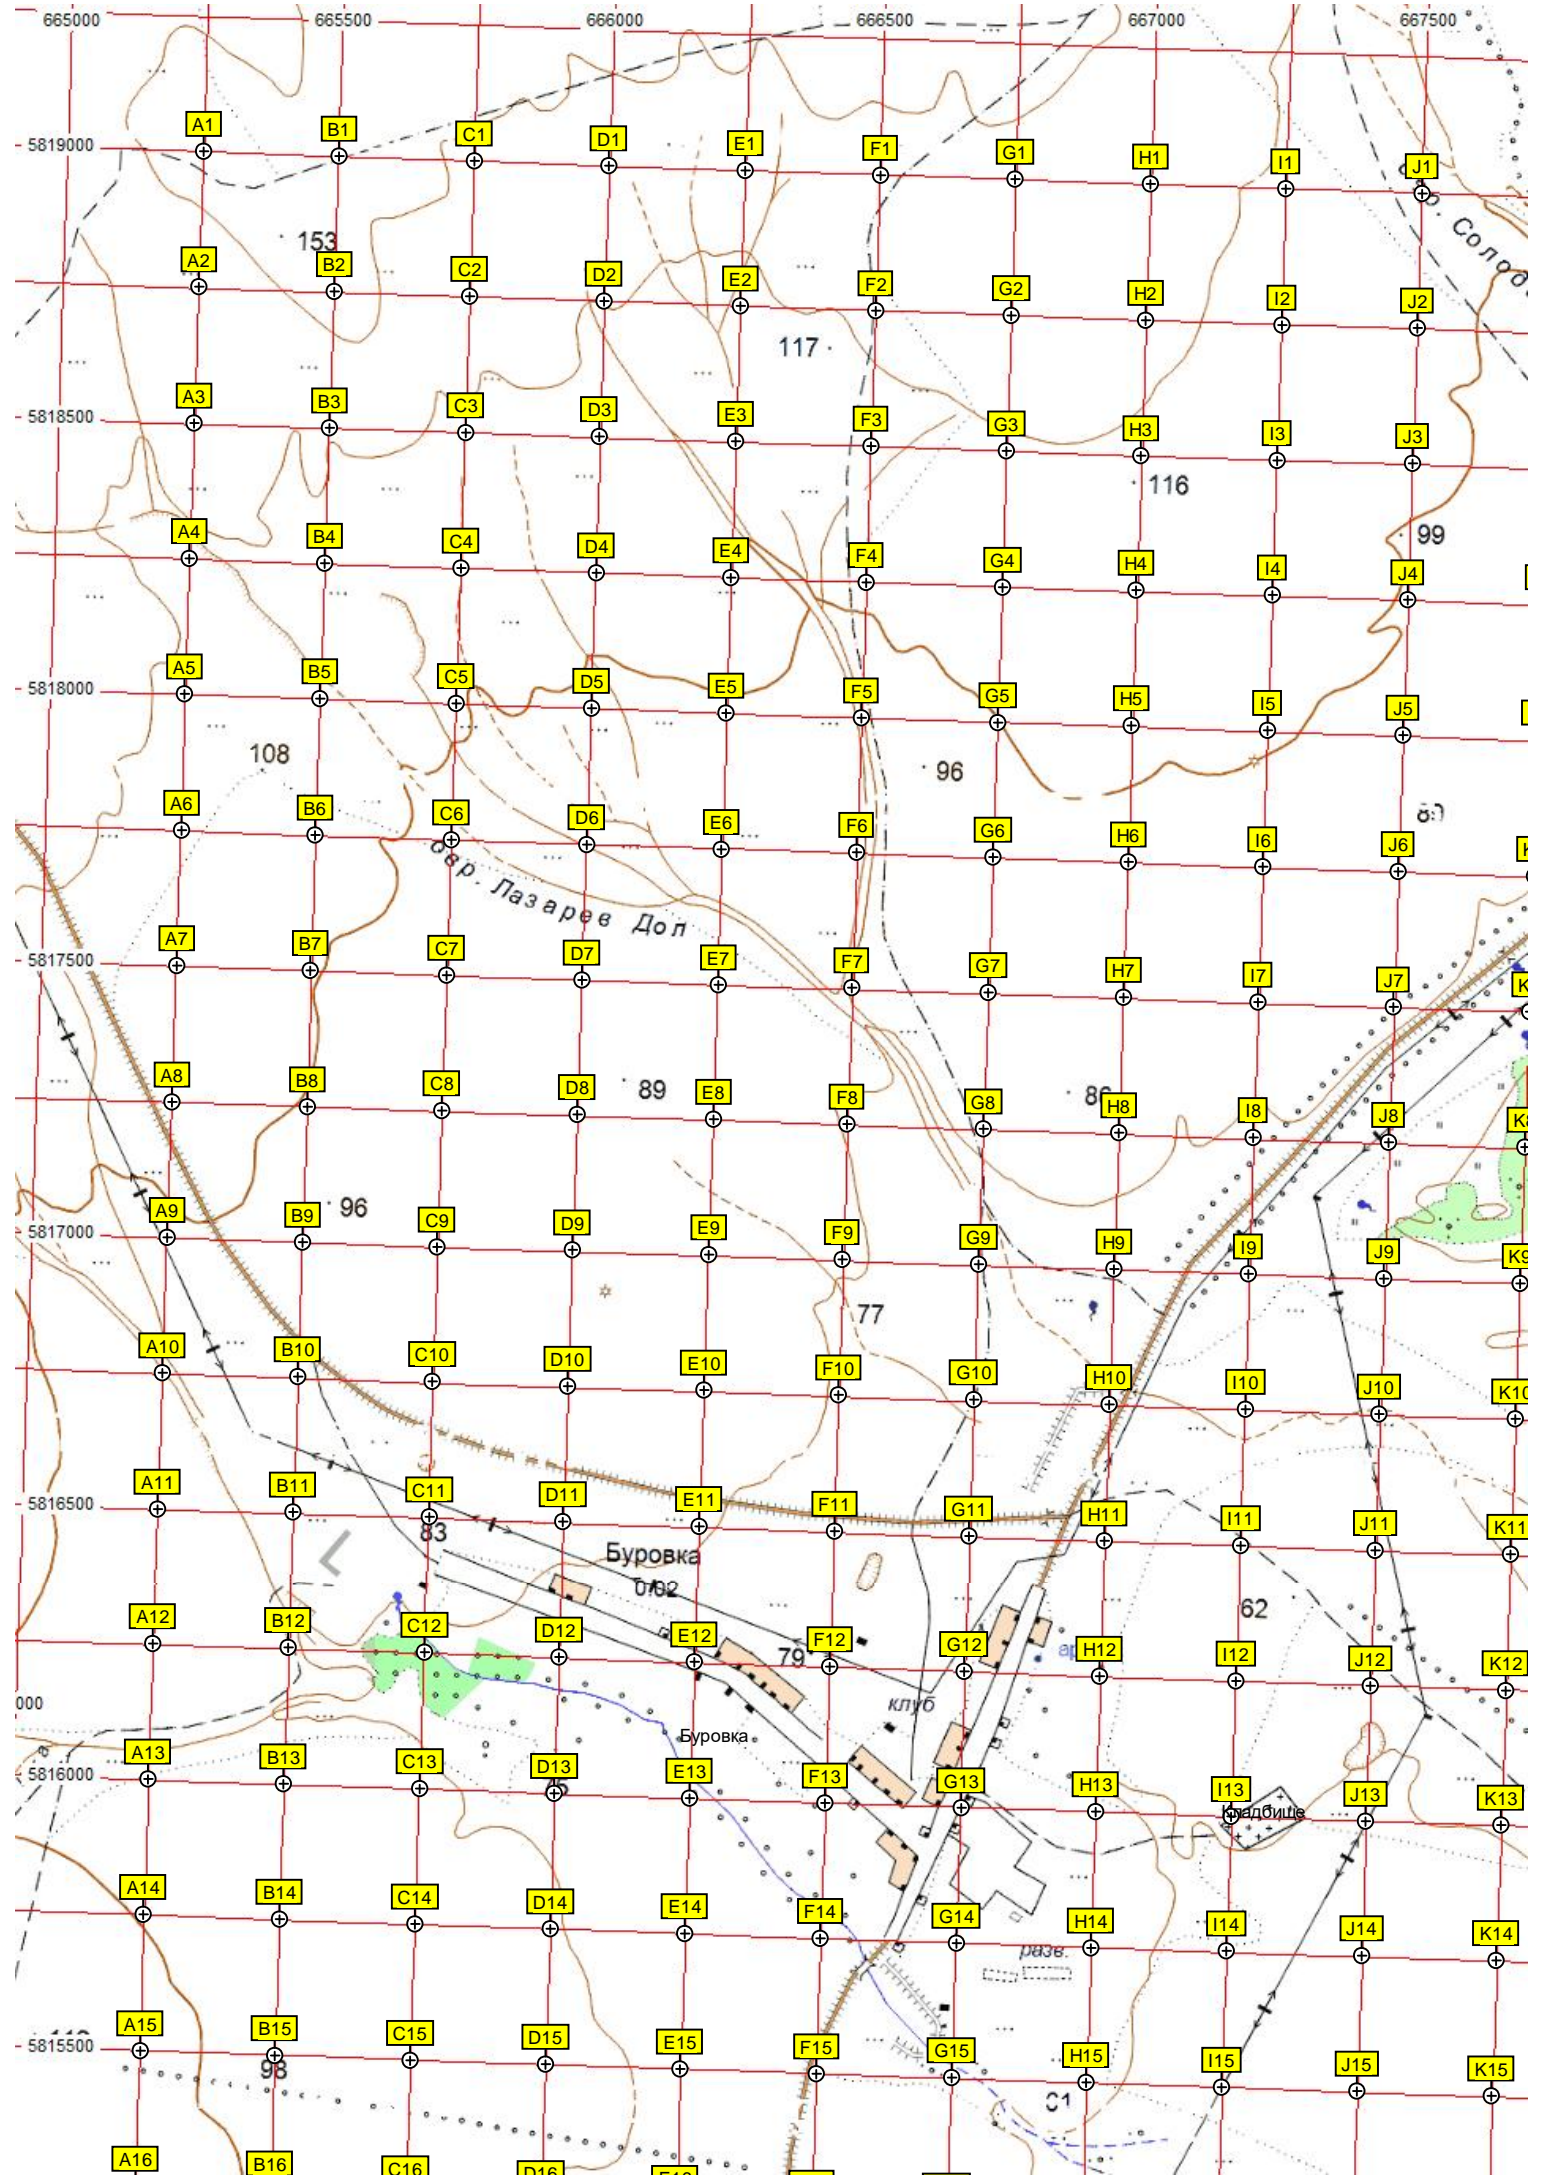 665000 665500 666000 666500 667000 667500
A1 B1 C1 D1 E1 F1 G1 H1 I1 J1
5819000
153
A2 B2 C2 D2 E2 F2 G2 H2 I2 J2
117
A3 B3 C3 D3 E3 F3 G3 H3 I3 J3
5818500
116
99
A4 B4 C4 D4 E4 F4 G4 H4 I4 J4
A5 B5 C5 D5 E5 F5 G5 H5 I5 J5
5818000
108
96
A6 B6 C6 D6 E6 F6 G6 H6 I6 J6
овр. Лазарев Дол
A7 B7 C7 D7 E7 F7 G7 H7 I7 J7
5817500
A8 B8 C8 D8 E8 F8 G8 H8 I8 J8 K8
89
86
A9 B9 C9 D9 E9 F9 G9 H9 I9 J9 K9
96
5817000
77
A10 B10 C10 D10 E10 F10 G10 H10 I10 J10 K10
A11 B11 C11 D11 E11 F11 G11 H11 I11 J11 K11
5816500
83
Буровка
0.02
62
A12 B12 C12 D12 E12 F12 G12 H12 I12 J12 K12
79
клуб
000
Буровка
A13 B13 C13 D13 E13 F13 G13 H13 I13 J13 K13
5816000
Кладбище
A14 B14 C14 D14 E14 F14 G14 H14 I14 J14 K14
разв.
A15 B15 C15 D15 E15 F15 G15 H15 I15 J15 K15
5815500
98
A16 B16 C16 D16